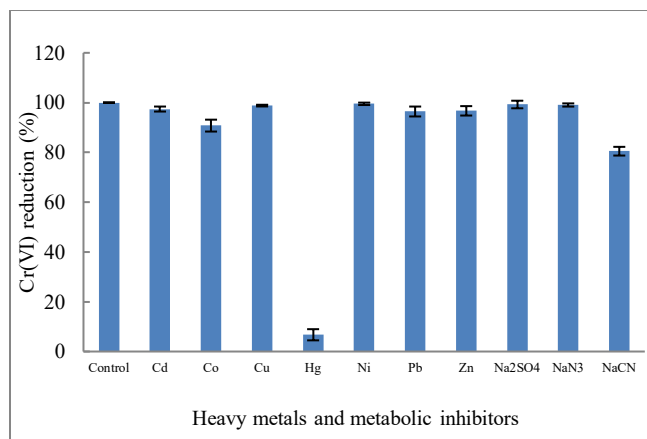 120
100
80
60
40
20
0
Cr(VI) reduction (%)
Control Cd Co Cu Hg Ni Pb Zn Na2SO4 NaN3 NaCN
Heavy metals and metabolic inhibitors